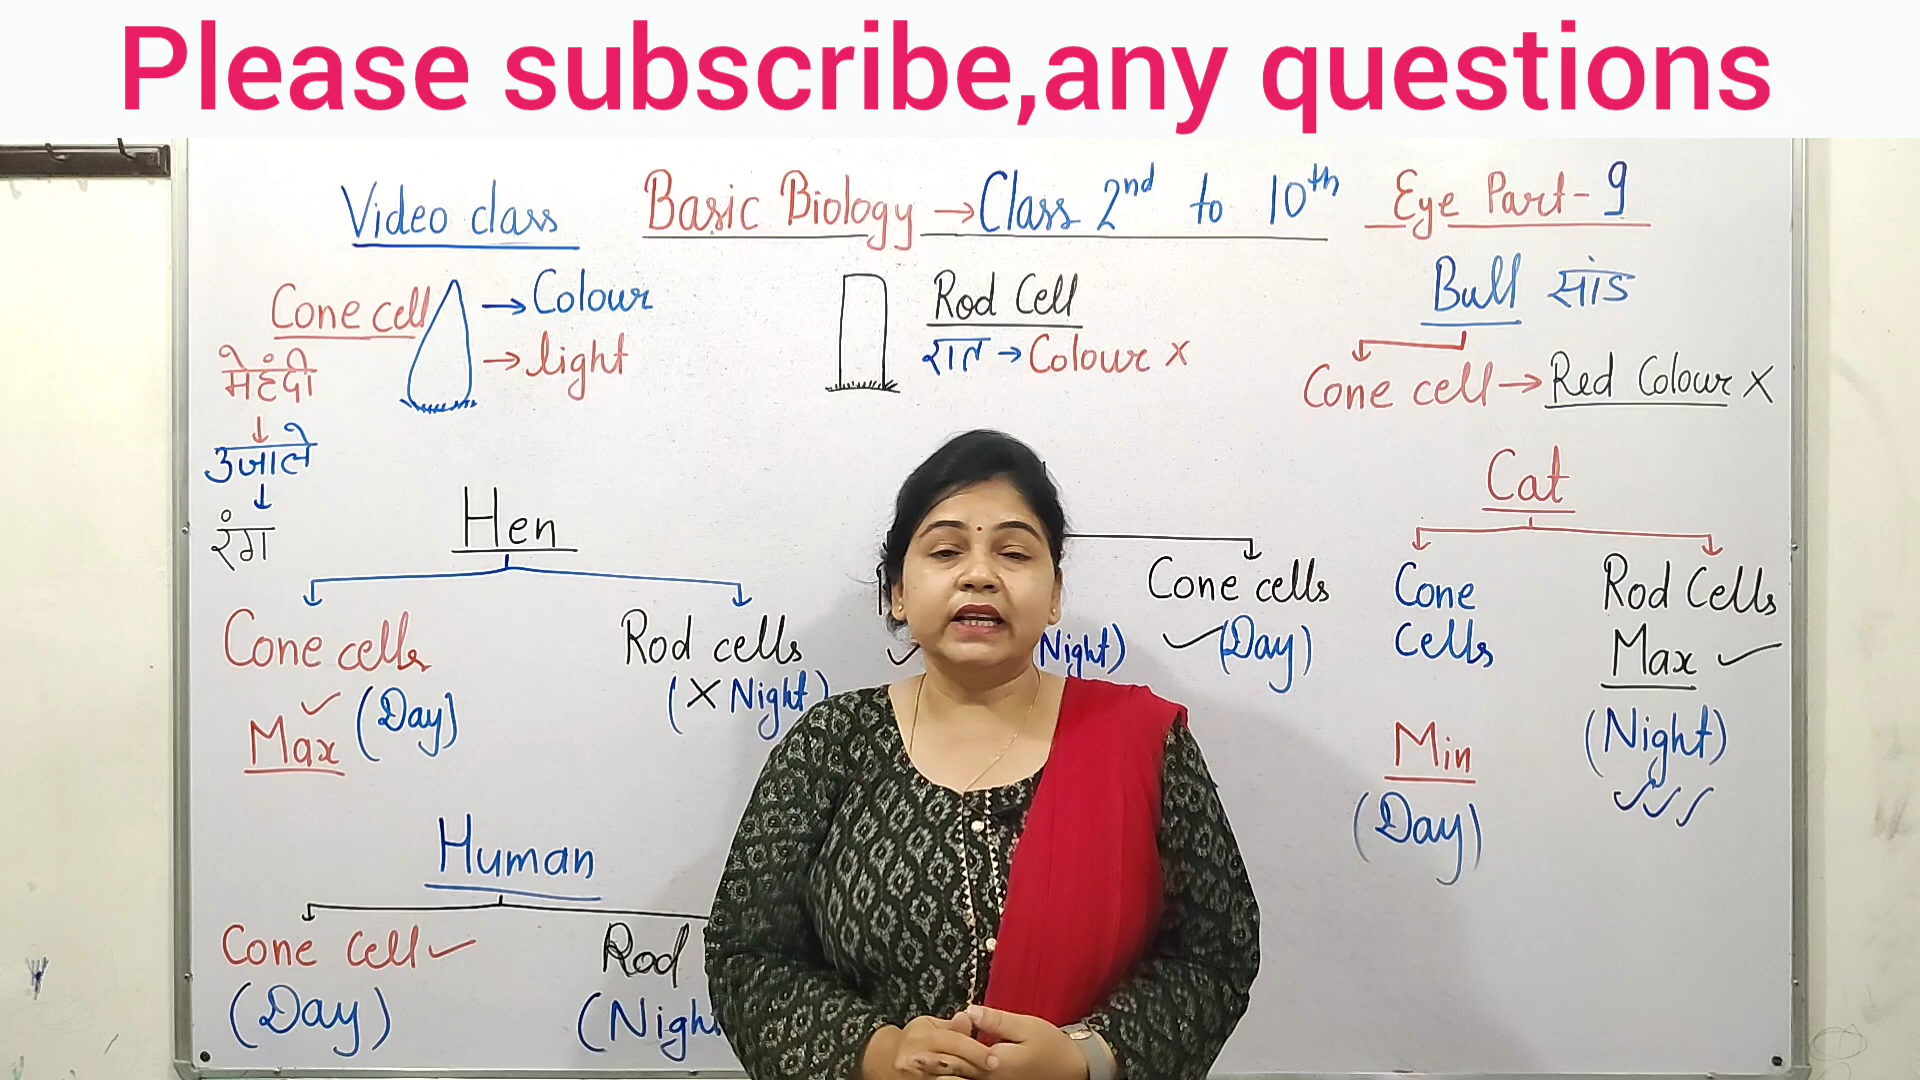 Please subscribe,any questions
Video class
Basic Biology → Class 2nd to 10th
Eye Part-9
Cone cell
→ Colour
→ light
मेहंदी
↓
उजाले
↓
रंग
Rod Cell
रात → Colour X
Bull सांड
Cone cell → Red Colour X
Hen
Cone cells
✓ (Day)
Max
Rod cells
(X Night)
✓
Night)
Cone cells
✓ (Day)
Cat
Cone
Cells
Min
(Day)
Rod Cells
Max ✓
(Night)
✓✓✓
Human
Cone Cell ✓
(Day)
Rod
(Night